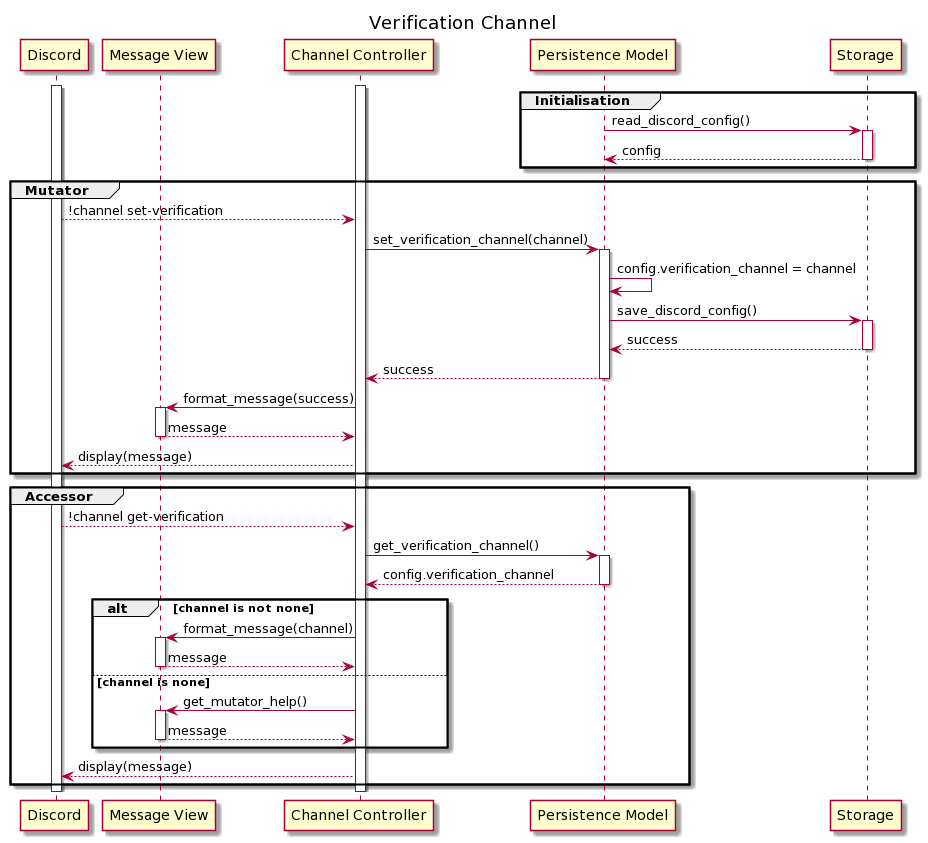 Verification Channel
Discord
Message View
Channel Controller
Persistence Model
Storage
Initialisation
read_discord_config()
config
Mutator
!channel set-verification
set_verification_channel(channel)
config.verification_channel = channel
save_discord_config()
success
success
format_message(success)
message
display(message)
Accessor
!channel get-verification
get_verification_channel()
config.verification_channel
alt [channel is not none]
format_message(channel)
message
[channel is none]
get_mutator_help()
message
display(message)
Discord
Message View
Channel Controller
Persistence Model
Storage